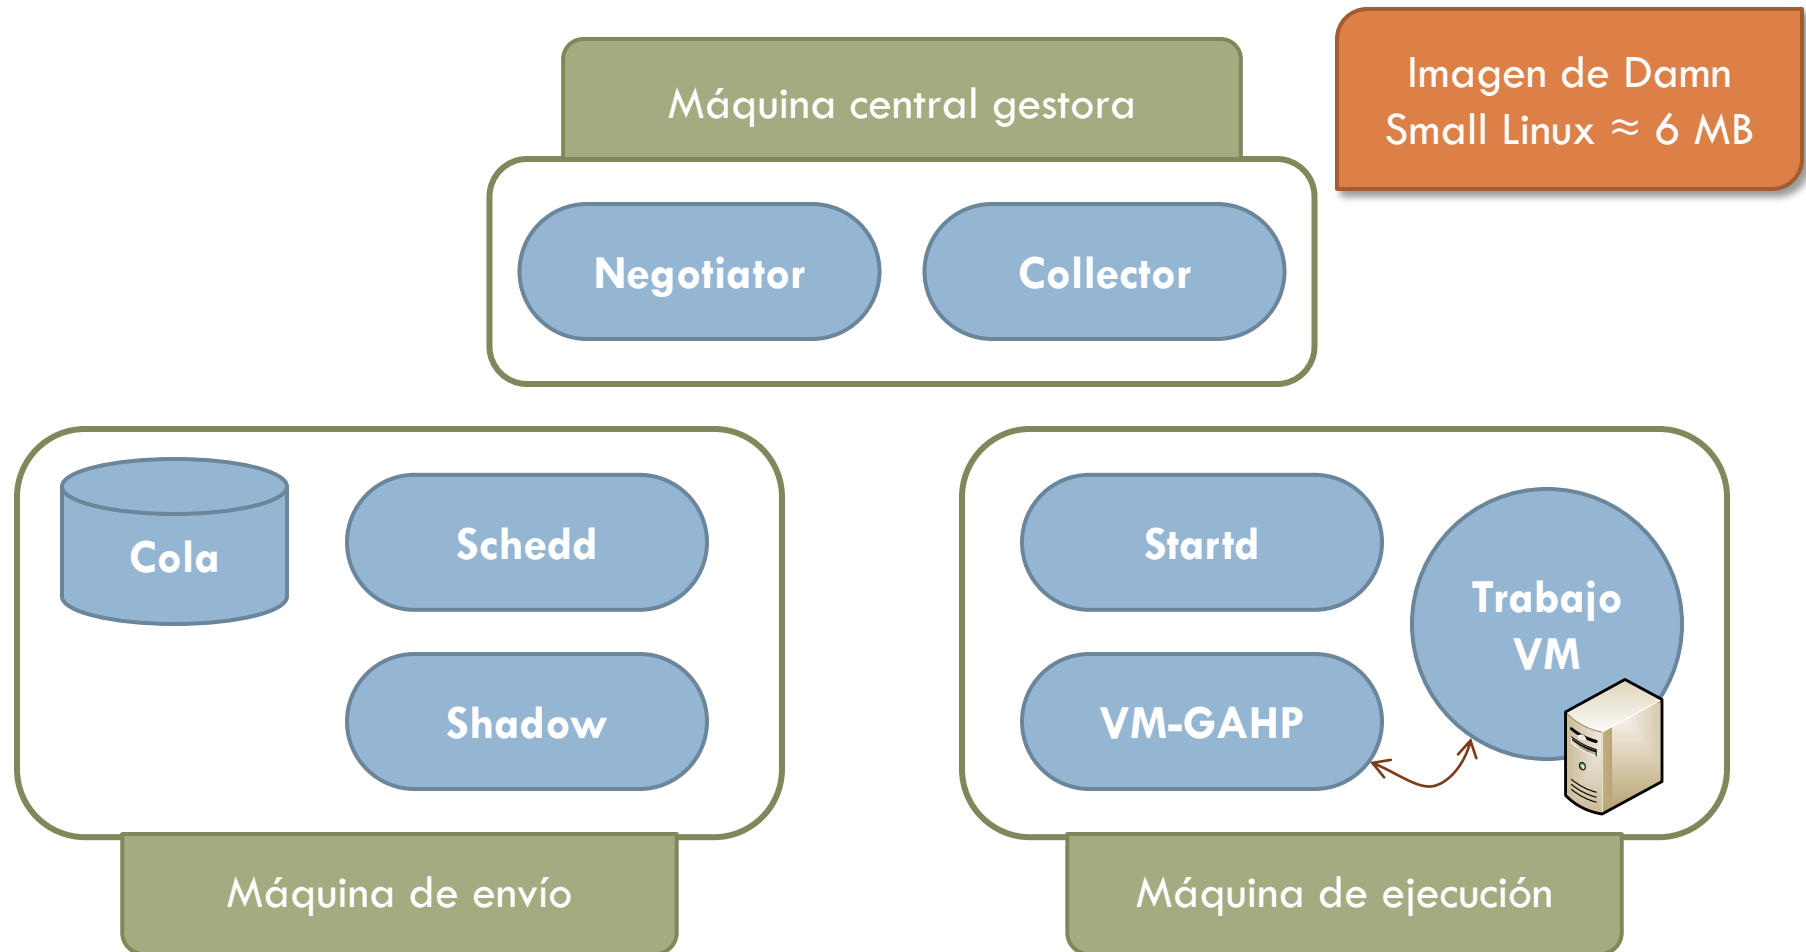 Máquina central gestora
Imagen de Damn
Small Linux ≈ 6 MB
Negotiator
Collector
Cola
Schedd
Shadow
Startd
Trabajo
VM
VM-GAHP
Máquina de envío
Máquina de ejecución